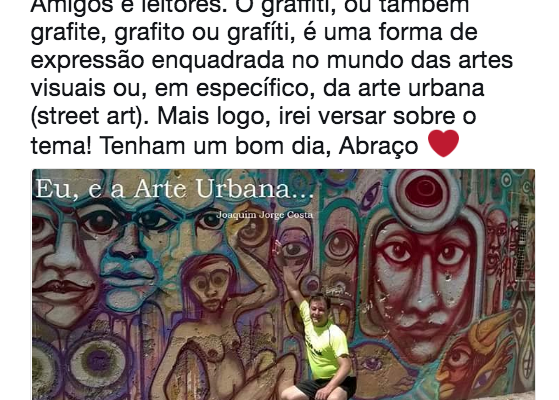 Amigos e leitores. O graffiti, ou também
grafite, grafito ou grafíti, é uma forma de
expressão enquadrada no mundo das artes
visuais ou, em específico, da arte urbana
(street art). Mais logo, irei versar sobre o
tema! Tenham um bom dia, Abraço ❤️
Eu, e a Arte Urbana...
Joaquim Jorge Costa